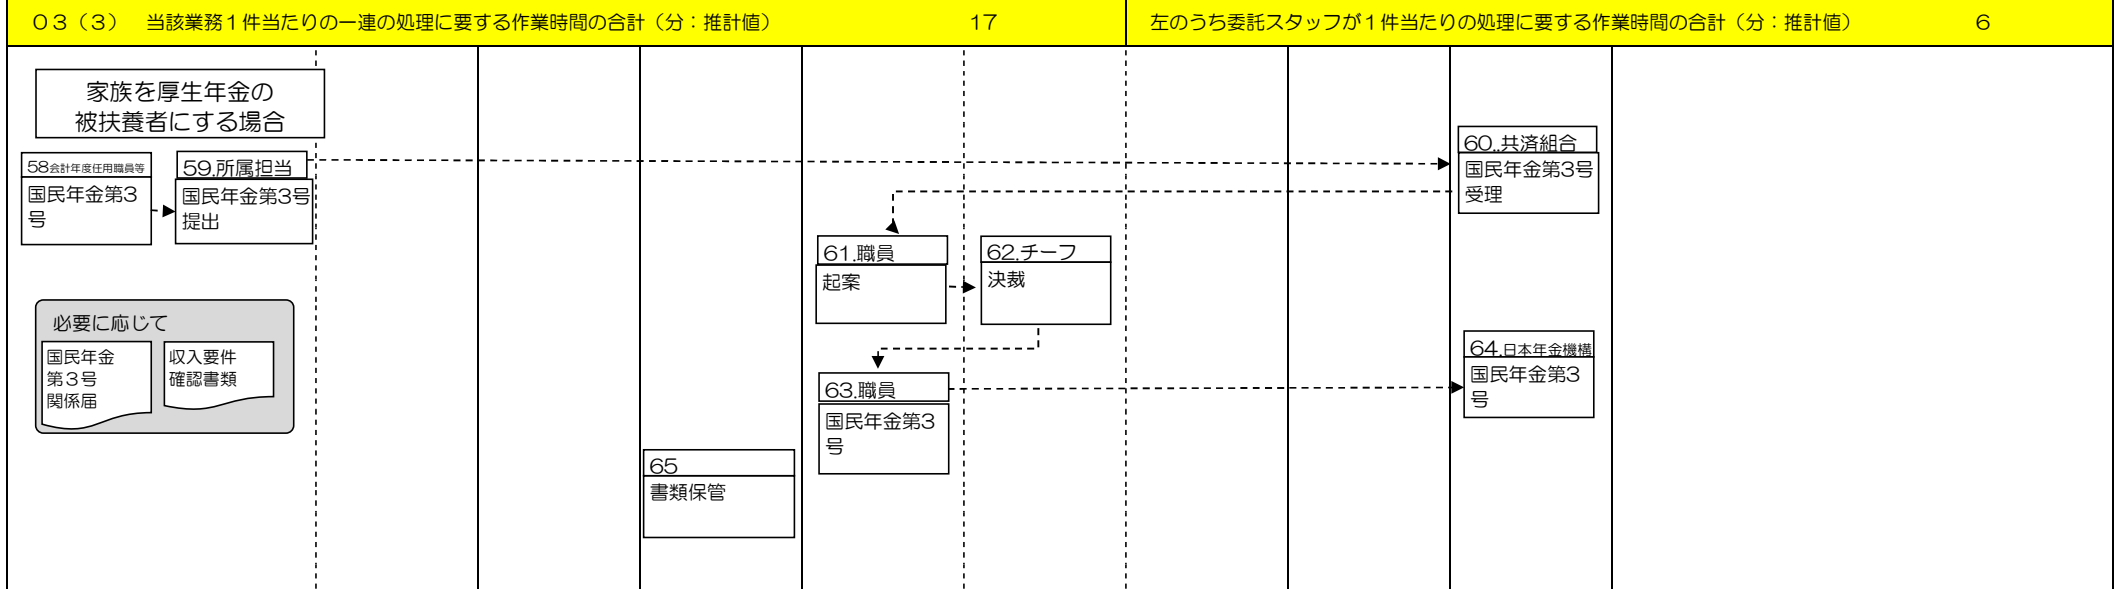 ０３（３）　当該業務１件当たりの一連の処理に要する作業時間の合計（分：推計値）　17　左のうち委託スタッフが１件当たりの処理に要する作業時間の合計（分：推計値）　6
家族を厚生年金の
被扶養者にする場合
58会計年度任用職員等
国民年金第3
号
59.所属担当
国民年金第3号
提出
60..共済組合
国民年金第3号
受理
61.職員
起案
62.チーフ
決裁
必要に応じて
国民年金
第３号
関係届
収入要件
確認書類
63.職員
国民年金第3
号
64.日本年金機構
国民年金第3
号
65
書類保管